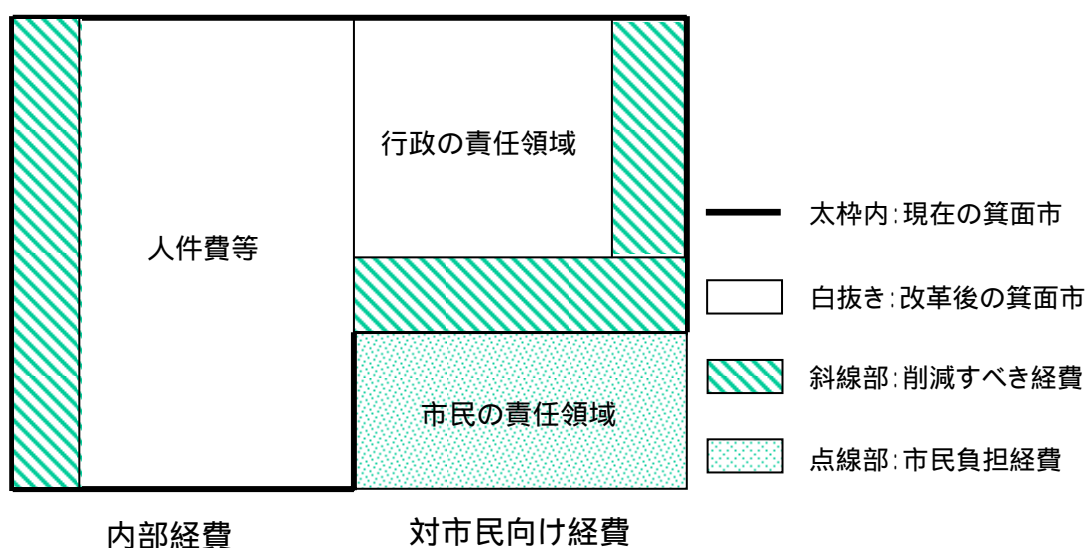 行政の責任領域
人件費等
市民の責任領域
内部経費
対市民向け経費
太枠内:現在の箕面市
白抜き:改革後の箕面市
斜線部:削減すべき経費
点線部:市民負担経費